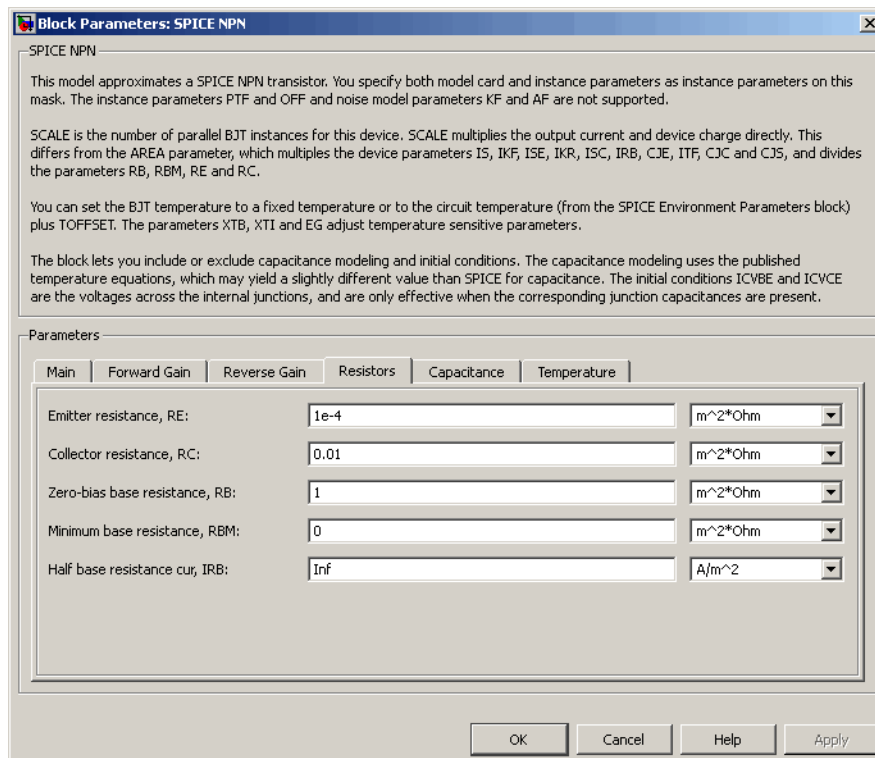 Block Parameters: SPICE NPN
SPICE NPN
This model approximates a SPICE NPN transistor. You specify both model card and instance parameters as instance parameters on this
mask. The instance parameters PTF and OFF and noise model parameters KF and AF are not supported.
SCALE is the number of parallel BJT instances for this device. SCALE multiplies the output current and device charge directly. This
differs from the AREA parameter, which multiples the device parameters IS, IKF, ISE, IKR, ISC, IRB, CJE, ITF, CJC and CJS, and divides
the parameters RB, RBM, RE and RC.
You can set the BJT temperature to a fixed temperature or to the circuit temperature (from the SPICE Environment Parameters block)
plus TOFFSET. The parameters XTB, XTI and EG adjust temperature sensitive parameters.
The block lets you include or exclude capacitance modeling and initial conditions. The capacitance modeling uses the published
temperature equations, which may yield a slightly different value than SPICE for capacitance. The initial conditions ICVBE and ICVCE
are the voltages across the internal junctions, and are only effective when the corresponding junction capacitances are present.
Parameters
Main Forward Gain Reverse Gain Resistors Capacitance Temperature
Emitter resistance, RE: 1e-4 m^2*Ohm
Collector resistance, RC: 0.01 m^2*Ohm
Zero-bias base resistance, RB: 1 m^2*Ohm
Minimum base resistance, RBM: 0 m^2*Ohm
Half base resistance cur, IRB: Inf A/m^2
OK Cancel Help Apply